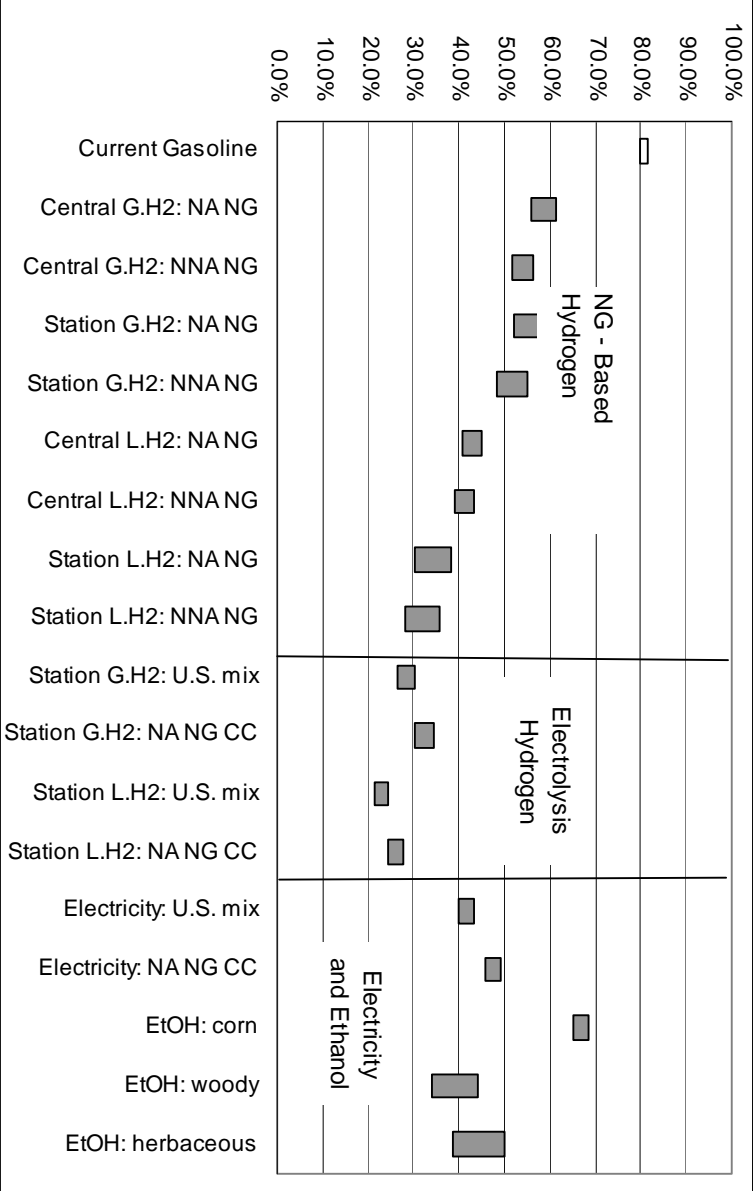 100.0%
90.0%
80.0%
70.0%
60.0%
50.0%
40.0%
30.0%
20.0%
10.0%
0.0%
NG - Based
Hydrogen
Electrolysis
Hydrogen
Electricity
and Ethanol
Current Gasoline
Central G.H2: NA NG
Central G.H2: NNA NG
Station G.H2: NA NG
Station G.H2: NNA NG
Central L.H2: NA NG
Central L.H2: NNA NG
Station L.H2: NA NG
Station L.H2: NNA NG
Station G.H2: U.S. mix
Station G.H2: NA NG CC
Station L.H2: U.S. mix
Station L.H2: NA NG CC
Electricity: U.S. mix
Electricity: NA NG CC
EtOH: corn
EtOH: woody
EtOH: herbaceous